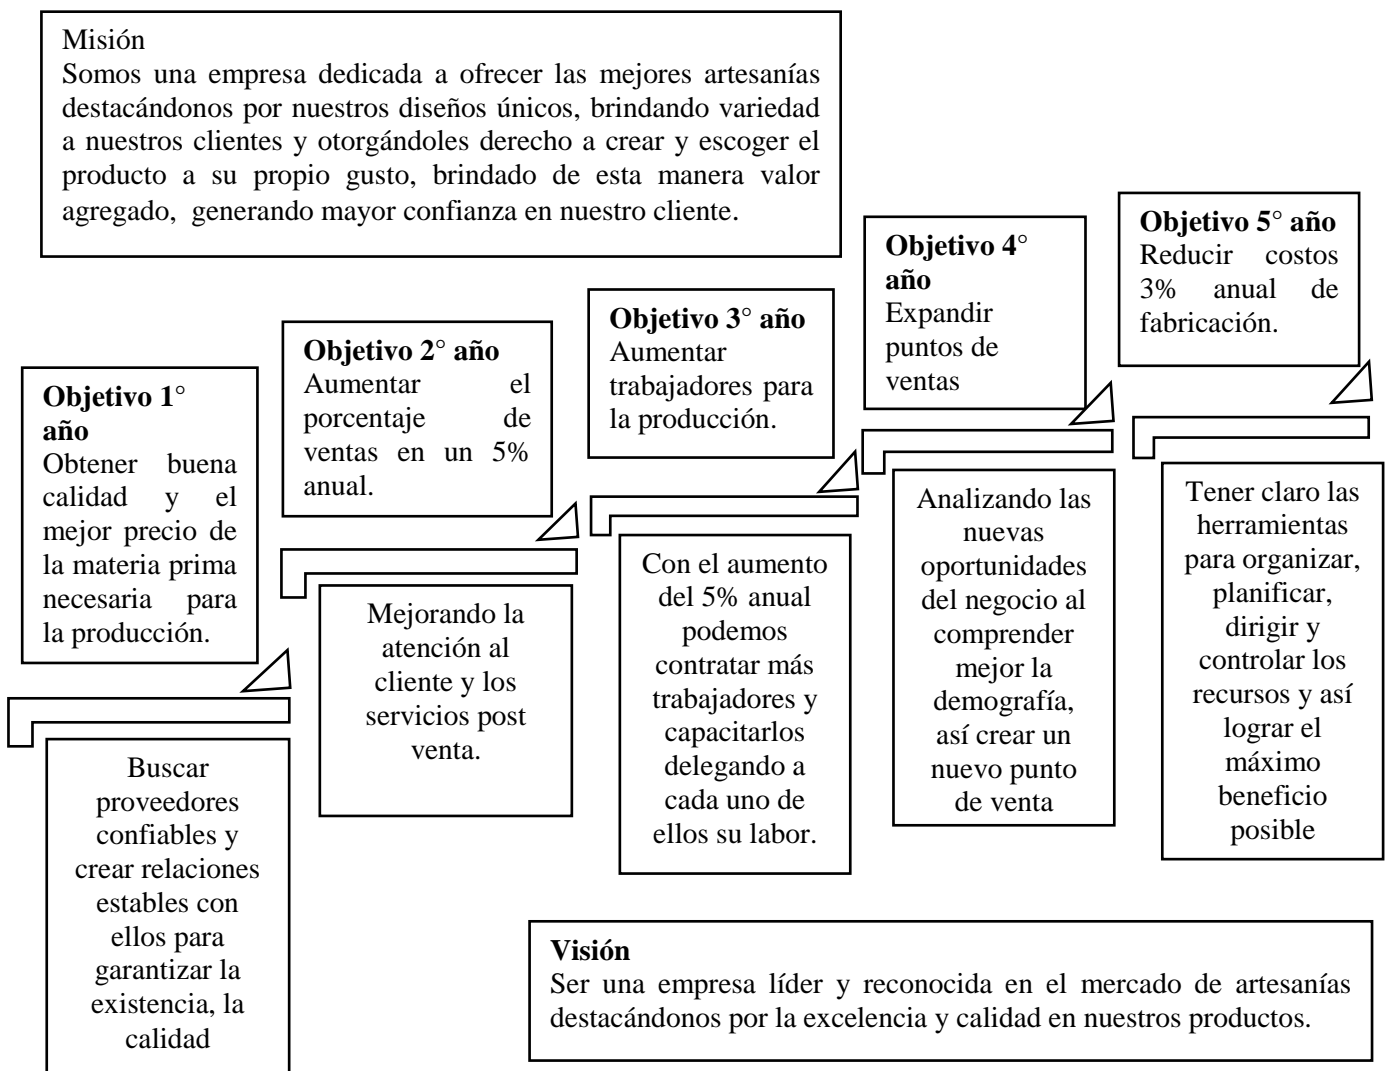 Misión
Somos una empresa dedicada a ofrecer las mejores artesanías
destacándonos por nuestros diseños únicos, brindando variedad
a nuestros clientes y otorgándoles derecho a crear y escoger el
producto a su propio gusto, brindado de esta manera valor
agregado, generando mayor confianza en nuestro cliente.
Objetivo 1°
año
Obtener buena
calidad y el
mejor precio de
la materia prima
necesaria para
la producción.
Buscar
proveedores
confiables y
crear relaciones
estables con
ellos para
garantizar la
existencia, la
calidad
Objetivo 2° año
Aumentar el
porcentaje de
ventas en un 5%
anual.
Mejorando la
atención al
cliente y los
servicios post
venta.
Objetivo 3° año
Aumentar
trabajadores para
la producción.
Con el aumento
del 5% anual
podemos
contratar más
trabajadores y
capacitarlos
delegando a
cada uno de
ellos su labor.
Objetivo 4°
año
Expandir
puntos de
ventas
Analizando las
nuevas
oportunidades
del negocio al
comprender
mejor la
demografía,
así crear un
nuevo punto
de venta
Objetivo 5° año
Reducir costos
3% anual de
fabricación.
Tener claro las
herramientas
para organizar,
planificar,
dirigir y
controlar los
recursos y así
lograr el
máximo
beneficio
posible
Visión
Ser una empresa líder y reconocida en el mercado de artesanías
destacándonos por la excelencia y calidad en nuestros productos.